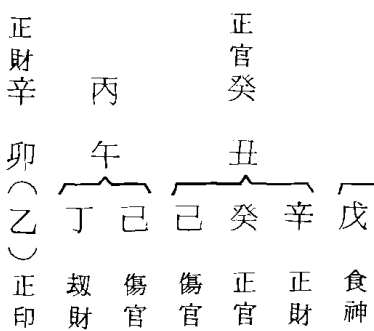 正財 正官
辛 丙 癸
卯 午 丑
（乙） 丁 己 己 癸 辛 戊
正印 劫財 傷官 傷官 正官 正財 食神